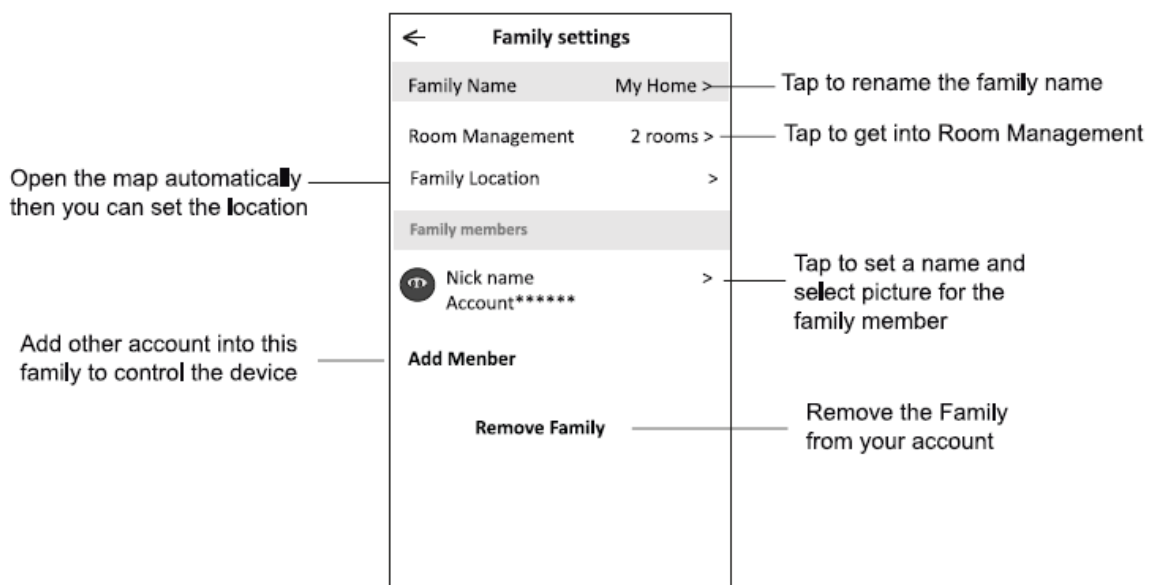 Family settings
Family Name My Home >
Tap to rename the family name
Room Management 2 rooms >
Tap to get into Room Management
Open the map automatically
then you can set the location
Family Location >
Family members
Nick name >
Account******
Tap to set a name and
select picture for the
family member
Add other account into this
family to control the device
Add Menber
Remove Family
Remove the Family
from your account